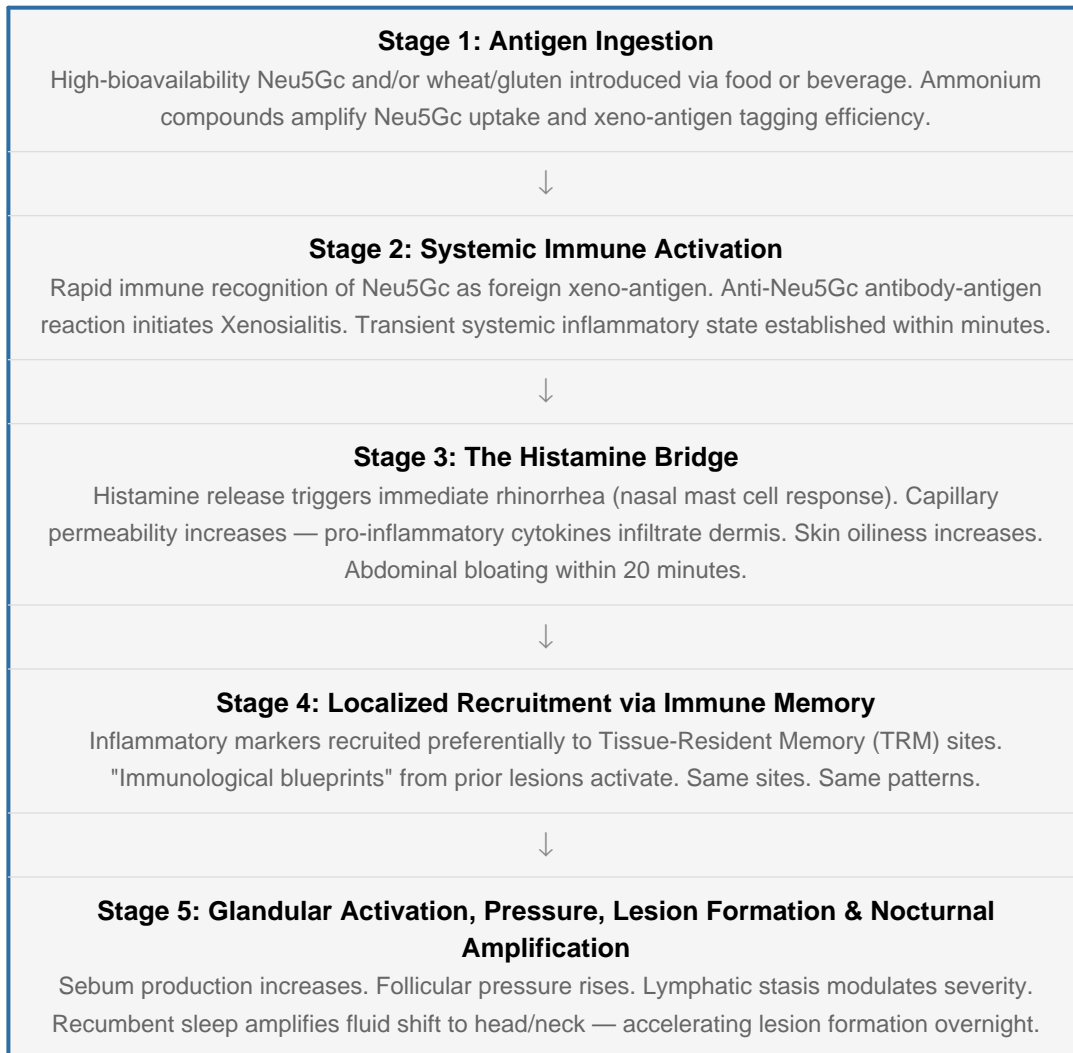 Stage 1: Antigen Ingestion
High-bioavailability Neu5Gc and/or wheat/gluten introduced via food or beverage. Ammonium
compounds amplify Neu5Gc uptake and xeno-antigen tagging efficiency.
↓
Stage 2: Systemic Immune Activation
Rapid immune recognition of Neu5Gc as foreign xeno-antigen. Anti-Neu5Gc antibody-antigen
reaction initiates Xenosialitis. Transient systemic inflammatory state established within minutes.
↓
Stage 3: The Histamine Bridge
Histamine release triggers immediate rhinorrhea (nasal mast cell response). Capillary
permeability increases — pro-inflammatory cytokines infiltrate dermis. Skin oiliness increases.
Abdominal bloating within 20 minutes.
↓
Stage 4: Localized Recruitment via Immune Memory
Inflammatory markers recruited preferentially to Tissue-Resident Memory (TRM) sites.
"Immunological blueprints" from prior lesions activate. Same sites. Same patterns.
↓
Stage 5: Glandular Activation, Pressure, Lesion Formation & Nocturnal
Amplification
Sebum production increases. Follicular pressure rises. Lymphatic stasis modulates severity.
Recumbent sleep amplifies fluid shift to head/neck — accelerating lesion formation overnight.